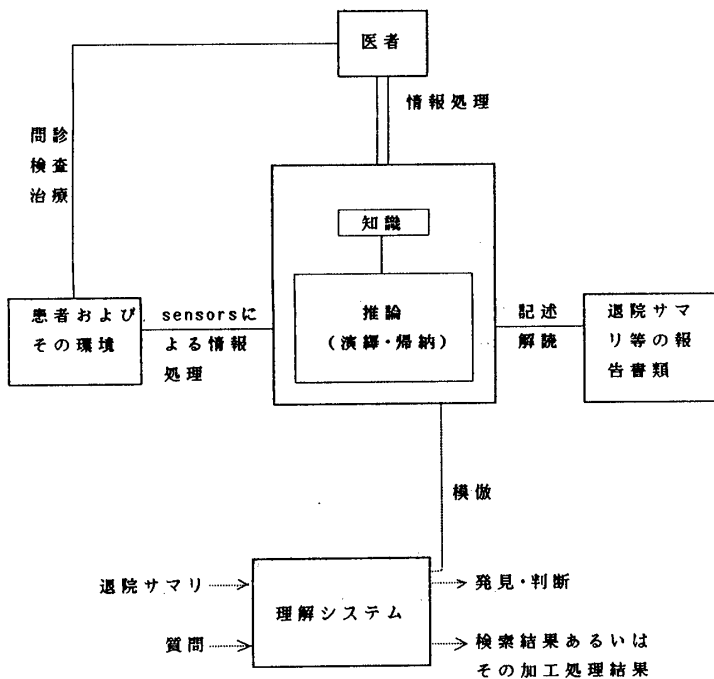 医者
情報処理
問診
検査
治療
知識
推論
(演繹・帰納)
患者および
その環境
sensorsに
よる情報
処理
記述
解読
退院サマ
リ等の報
告書類
模倣
退院サマリ
質問
理解システム
発見・判断
検索結果あるいは
その加工処理結果